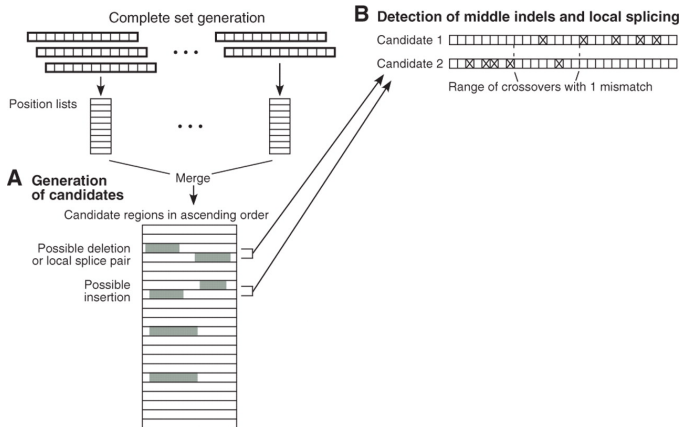 Complete set generation
Position lists
Merge
A Generation
of candidates
Candidate regions in ascending order
Possible deletion
or local splice pair
Possible
insertion
B Detection of middle indels and local splicing
Candidate 1
Candidate 2
Range of crossovers with 1 mismatch